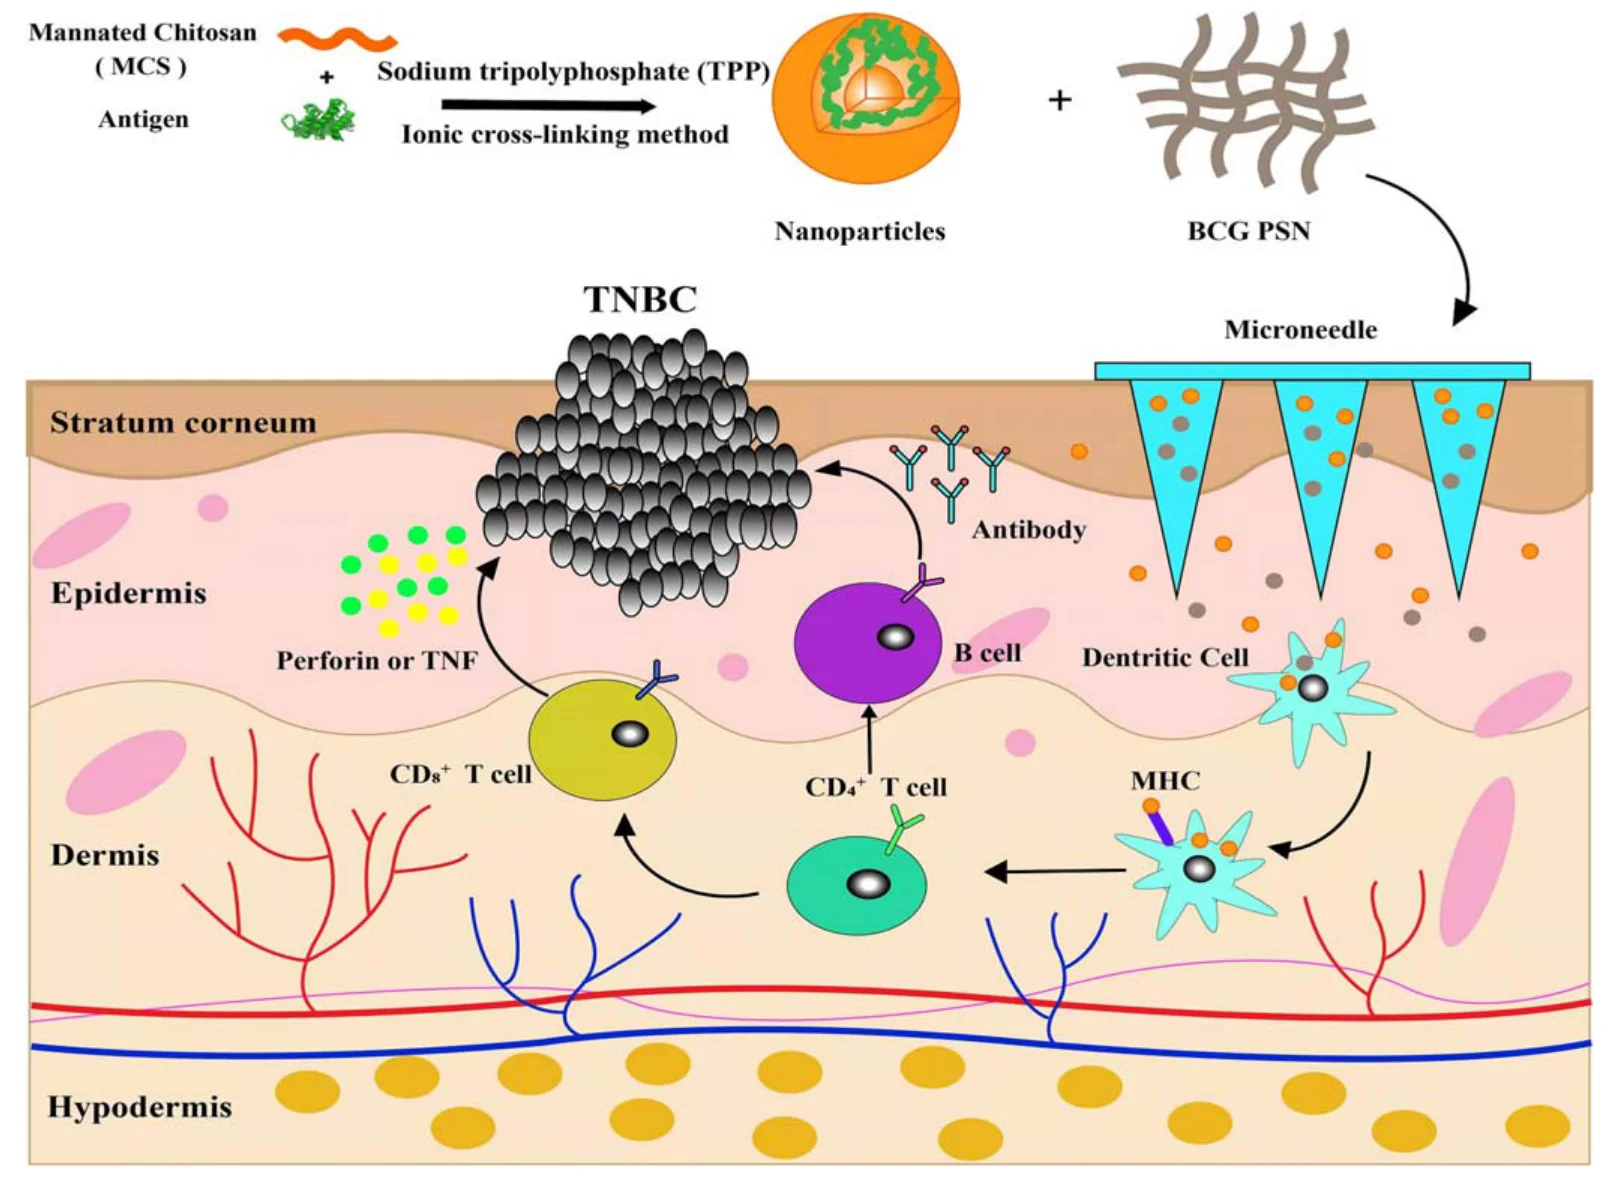 Mannated Chitosan
( MCS )
+
Antigen
Sodium tripolyphosphate (TPP)
Ionic cross-linking method
+
Nanoparticles
BCG PSN
TNBC
Microneedle
Stratum corneum
Antibody
Epidermis
Perforin or TNF
B cell
Dentritic Cell
CD₈⁺ T cell
CD₄⁺ T cell
MHC
Dermis
Hypodermis